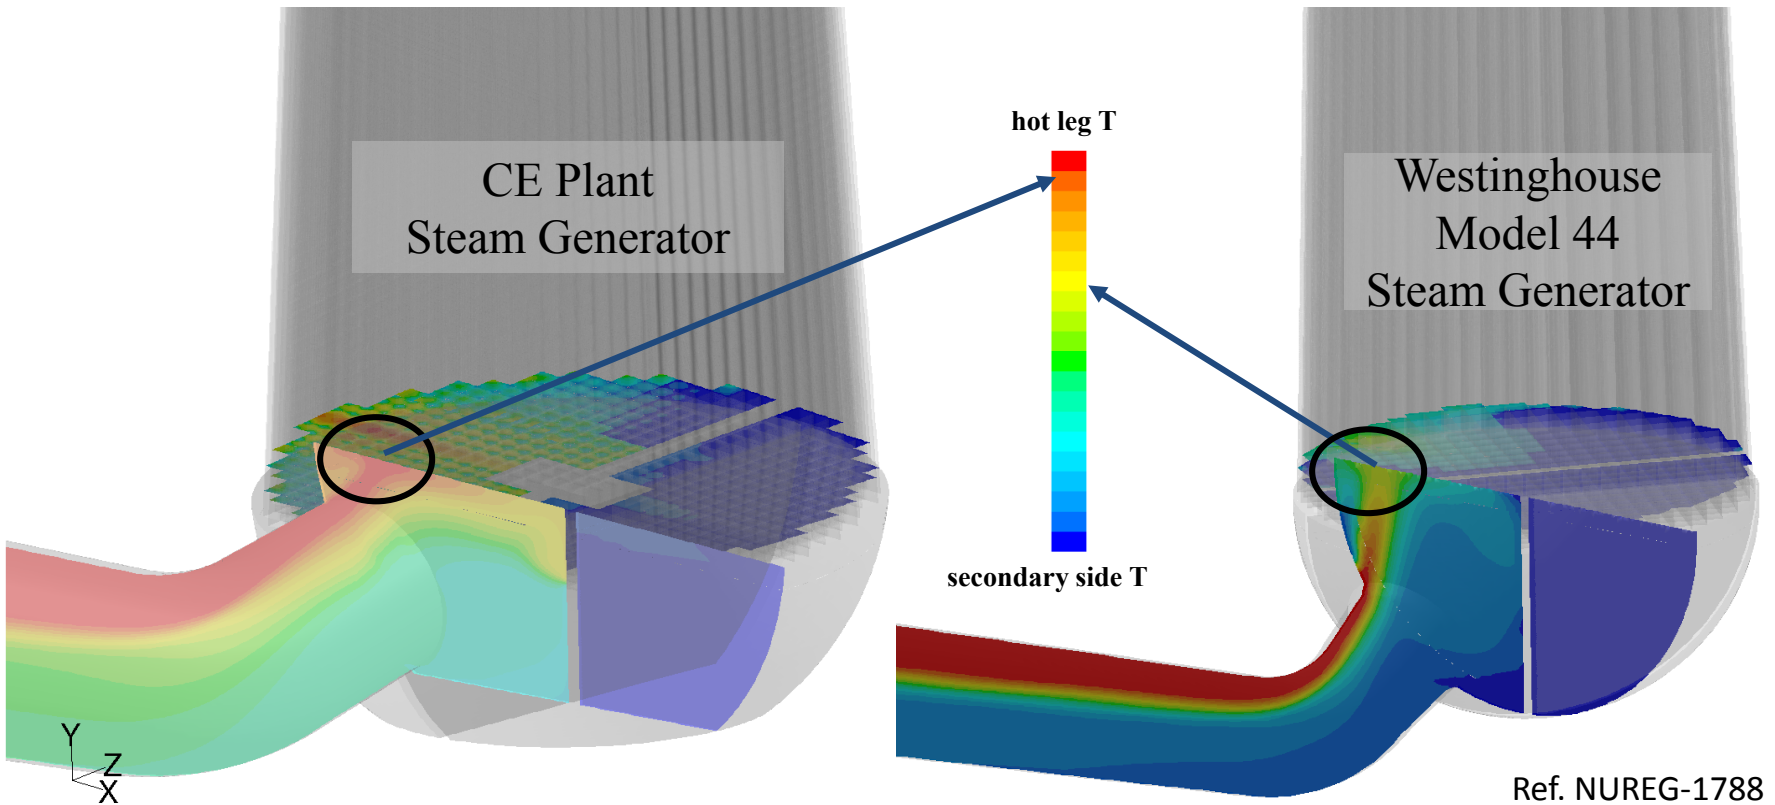 CE Plant
Steam Generator
hot leg T
secondary side T
Westinghouse
Model 44
Steam Generator
Y
Z
X
Ref. NUREG-1788